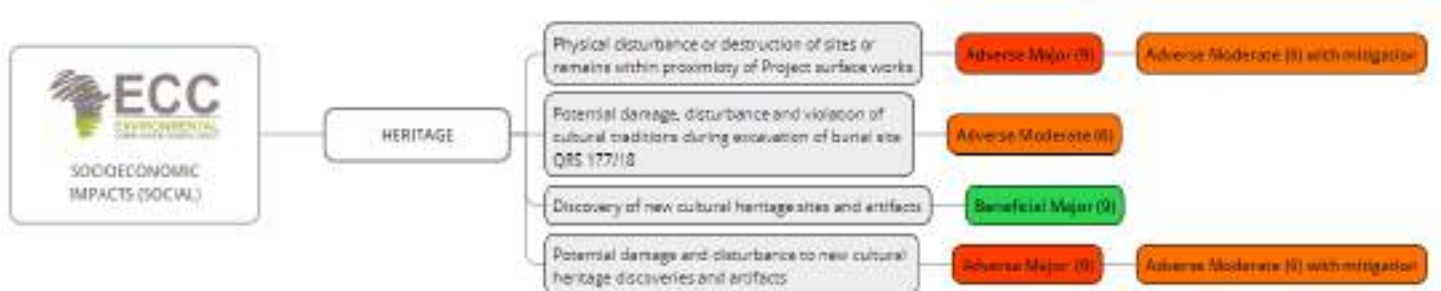 ECC
ENVIRONMENTAL
SOCIOECONOMIC
IMPACTS (SOCIAL)
HERITAGE
Physical disturbance or destruction of sites or
remains within proximity of Project surface works
Adverse Major (9)
Adverse Moderate (6) with mitigation
Potential damage, disturbance and violation of
cultural traditions during excavation of burial site
QRS 177/18
Adverse Moderate (6)
Discovery of new cultural heritage sites and artifacts
Beneficial Major (9)
Potential damage and disturbance to new cultural
heritage discoveries and artifacts
Adverse Major (9)
Adverse Moderate (6) with mitigation